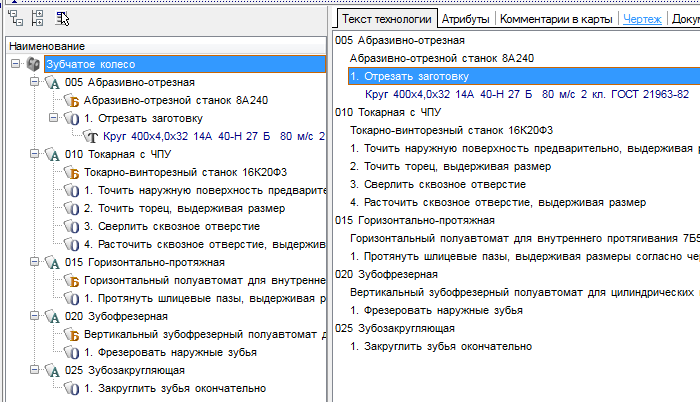 Наименование
Зубчатое колесо
005 Абразивно-отрезная
Абразивно-отрезной станок 8А240
1. Отрезать заготовку
Круг 400х4,0х32 14А 40-Н 27 Б 80 м/с 2
010 Токарная с ЧПУ
Токарно-винторезный станок 16К20Ф3
1. Точить наружную поверхность предварите
2. Точить торец, выдерживая размер
3. Сверлить сквозное отверстие
4. Расточить сквозное отверстие, выдержив
015 Горизонтально-протяжная
Горизонтальный полуавтомат для внутренне
1. Протянуть шлицевые пазы, выдерживая р
020 Зубофрезерная
Вертикальный зубофрезерный полуавтомат д
1. Фрезеровать наружные зубья
025 Зубозакругляющая
1. Закруглить зубья окончательно
Текст технологии Атрибуты Комментарии в карты Чертеж Докум
005 Абразивно-отрезная
Абразивно-отрезной станок 8А240
1. Отрезать заготовку
Круг 400х4,0х32 14А 40-Н 27 Б 80 м/с 2 кл. ГОСТ 21963-82
010 Токарная с ЧПУ
Токарно-винторезный станок 16К20Ф3
1. Точить наружную поверхность предварительно, выдерживая р
2. Точить торец, выдерживая размер
3. Сверлить сквозное отверстие
4. Расточить сквозное отверстие, выдерживая размер
015 Горизонтально-протяжная
Горизонтальный полуавтомат для внутреннего протягивания 7Б5
1. Протянуть шлицевые пазы, выдерживая размеры согласно чер
020 Зубофрезерная
Вертикальный зубофрезерный полуавтомат для цилиндрических
1. Фрезеровать наружные зубья
025 Зубозакругляющая
1. Закруглить зубья окончательно